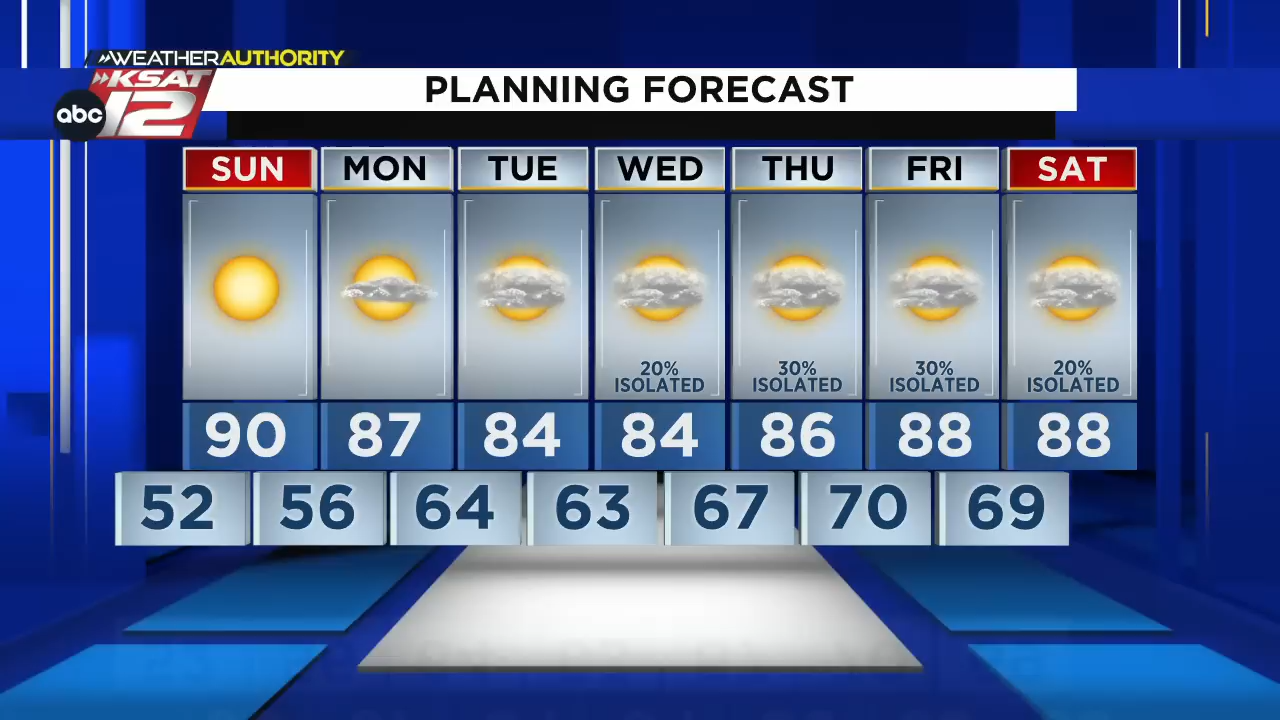 WEATHERAUTHORITY
KSAT
abc 12
PLANNING FORECAST
SUN MON TUE WED THU FRI SAT
20% 30% 30% 20%
ISOLATED ISOLATED ISOLATED ISOLATED
90 87 84 84 86 88 88
52 56 64 63 67 70 69